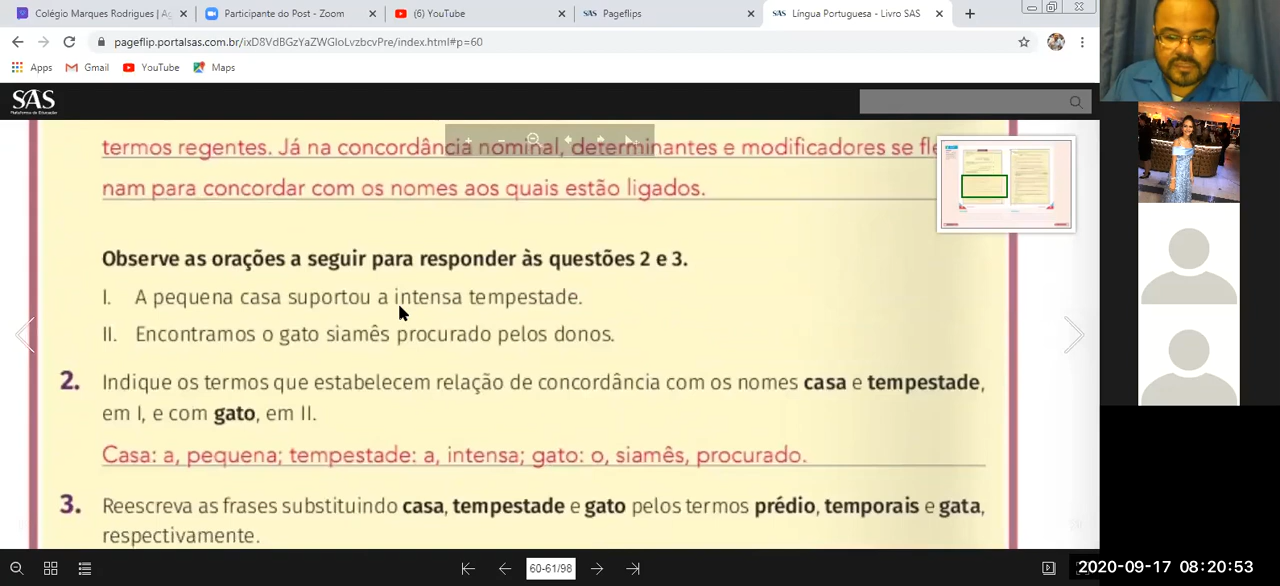 Colégio Marques Rodrigues | Ag
Participante do Post - Zoom
(6) YouTube
SAS Pageflips
SAS Língua Portuguesa - Livro SAS
pageflip.portalsas.com.br/ixD8VdBGzYaZWGloLvzbcvPre/index.html#p=60
Apps Gmail YouTube Maps
SAS
Plataforma de Educação
termos regentes. Já na concordância nominal, determinantes e modificadores se fle
nam para concordar com os nomes aos quais estão ligados.
Observe as orações a seguir para responder às questões 2 e 3.
I. A pequena casa suportou a intensa tempestade.
II. Encontramos o gato siamês procurado pelos donos.
2. Indique os termos que estabelecem relação de concordância com os nomes casa e tempestade,
em I, e com gato, em II.
Casa: a, pequena; tempestade: a, intensa; gato: o, siamês, procurado.
3. Reescreva as frases substituindo casa, tempestade e gato pelos termos prédio, temporais e gata,
respectivamente.
60-61/98
2020-09-17 08:20:53